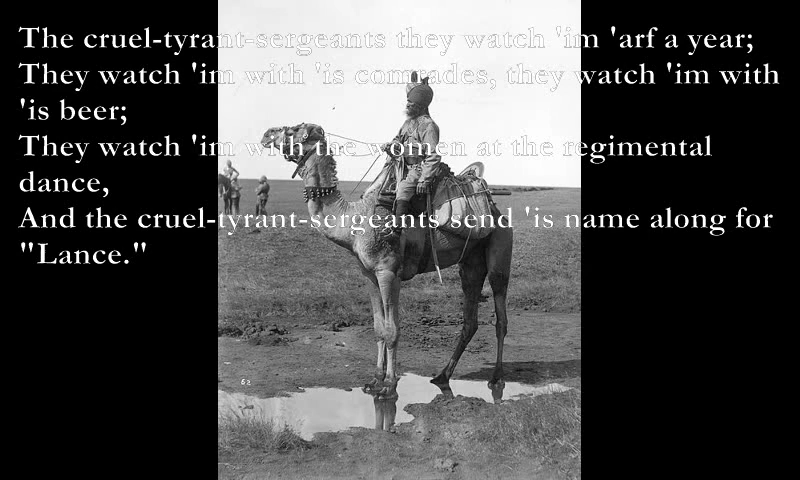 The cruel-tyrant-sergeants they watch 'im 'arf a year;
They watch 'im with 'is comrades, they watch 'im with
'is beer;
They watch 'im with the women at the regimental
dance,
And the cruel-tyrant-sergeants send 'is name along for
"Lance."
62